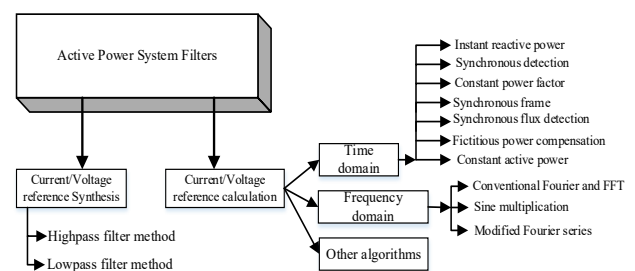 Active Power System Filters
Current/Voltage
reference Synthesis
Highpass filter method
Lowpass filter method
Current/Voltage
reference calculation
Time
domain
Instant reactive power
Synchronous detection
Constant power factor
Synchronous frame
Synchronous flux detection
Fictitious power compensation
Constant active power
Frequency
domain
Conventional Fourier and FFT
Sine multiplication
Modified Fourier series
Other algorithms